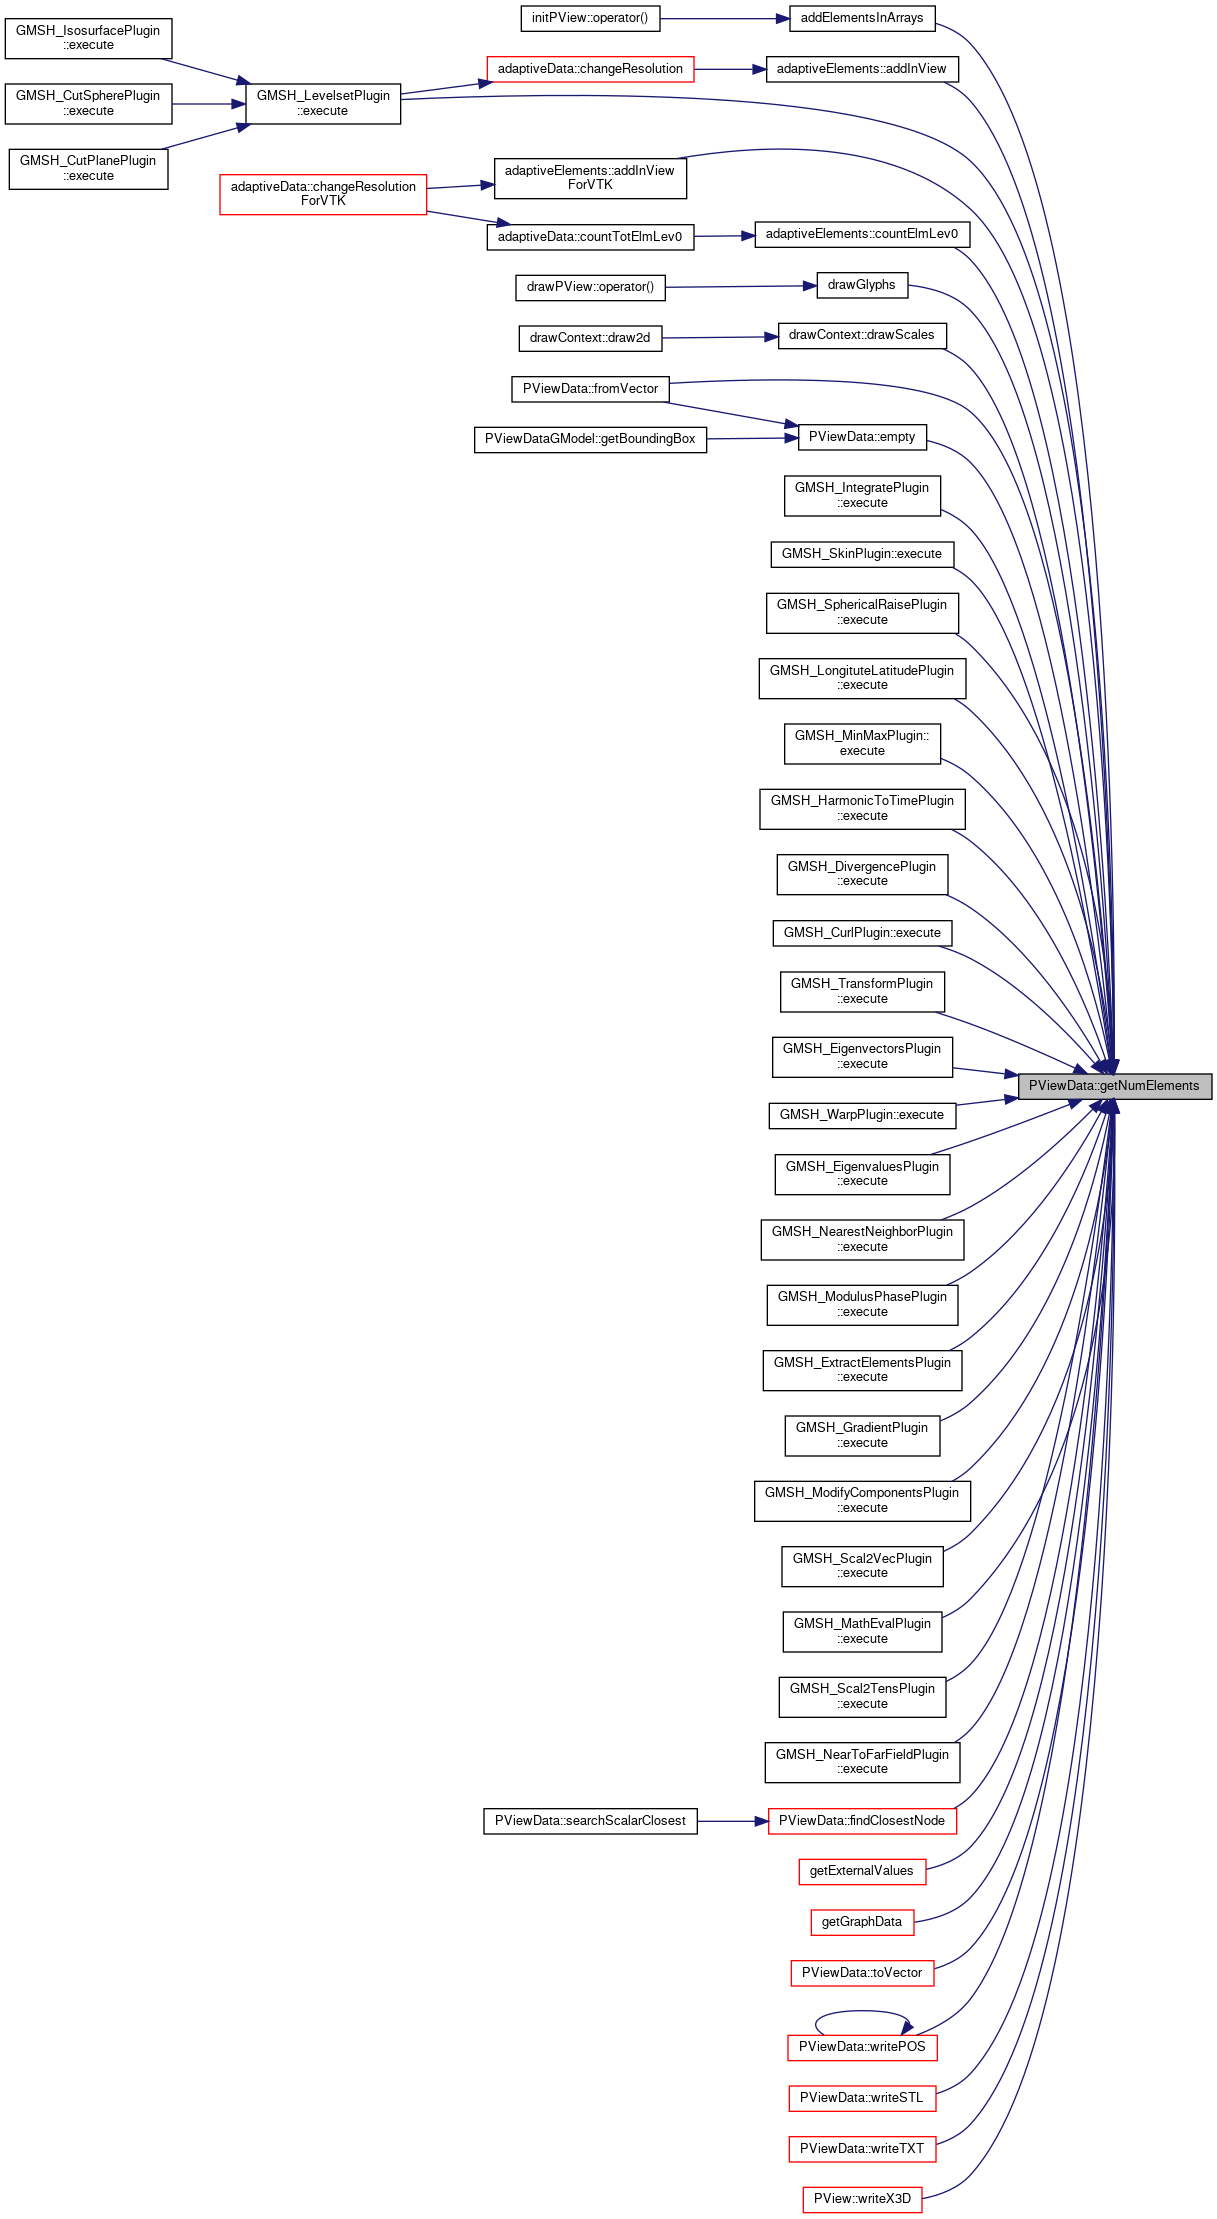 initPView::operator()
addElementsInArrays
GMSH_IsosurfacePlugin
::execute
adaptiveData::changeResolution
adaptiveElements::addInView
GMSH_CutSpherePlugin
::execute
GMSH_LevelsetPlugin
::execute
GMSH_CutPlanePlugin
::execute
adaptiveElements::addInView
ForVTK
adaptiveData::changeResolution
ForVTK
adaptiveData::countTotElmLev0
adaptiveElements::countElmLev0
drawPView::operator()
drawGlyphs
drawContext::draw2d
drawContext::drawScales
PViewData::fromVector
PViewDataGModel::getBoundingBox
PViewData::empty
GMSH_IntegratePlugin
::execute
GMSH_SkinPlugin::execute
GMSH_SphericalRaisePlugin
::execute
GMSH_LongituteLatitudePlugin
::execute
GMSH_MinMaxPlugin::
execute
GMSH_HarmonicToTimePlugin
::execute
GMSH_DivergencePlugin
::execute
GMSH_CurlPlugin::execute
GMSH_TransformPlugin
::execute
GMSH_EigenvectorsPlugin
::execute
PViewData::getNumElements
GMSH_WarpPlugin::execute
GMSH_EigenvaluesPlugin
::execute
GMSH_NearestNeighborPlugin
::execute
GMSH_ModulusPhasePlugin
::execute
GMSH_ExtractElementsPlugin
::execute
GMSH_GradientPlugin
::execute
GMSH_ModifyComponentsPlugin
::execute
GMSH_Scal2VecPlugin
::execute
GMSH_MathEvalPlugin
::execute
GMSH_Scal2TensPlugin
::execute
GMSH_NearToFarFieldPlugin
::execute
PViewData::searchScalarClosest
PViewData::findClosestNode
getExternalValues
getGraphData
PViewData::toVector
PViewData::writePOS
PViewData::writeSTL
PViewData::writeTXT
PView::writeX3D